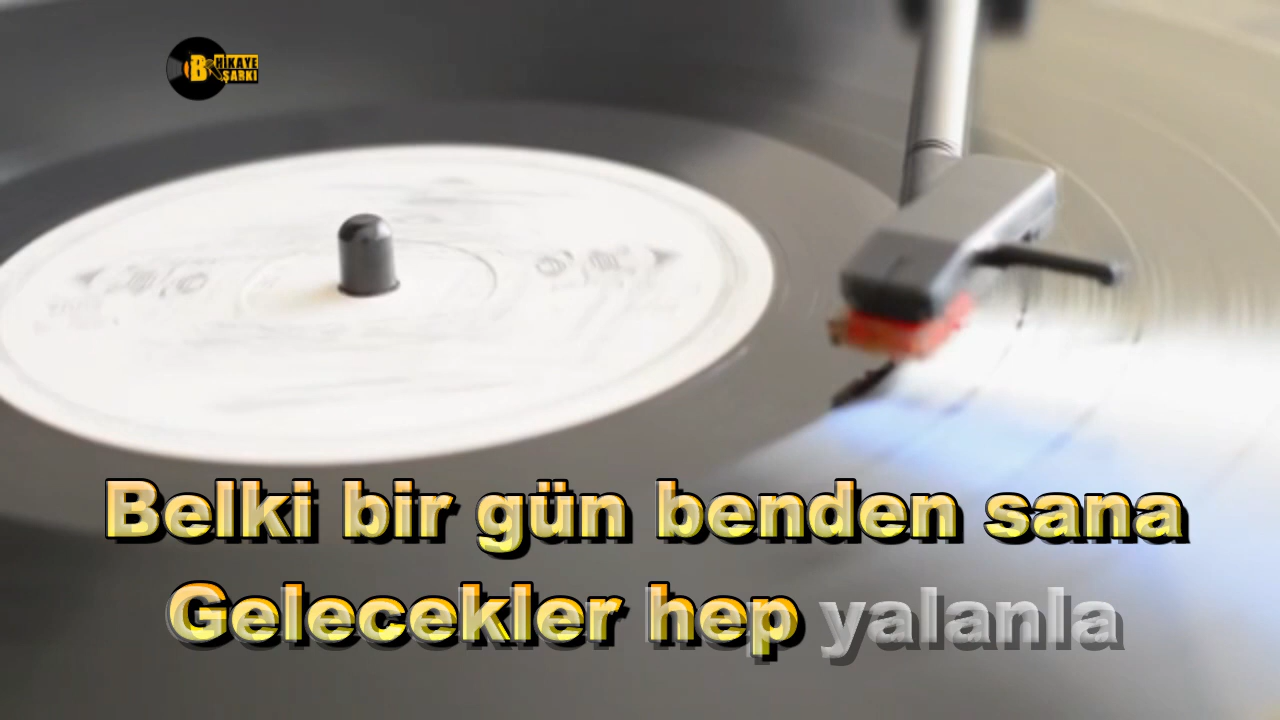 B HİKAYE
ŞARKI
Belki bir gün benden sana
Gelecekler hep yalanla